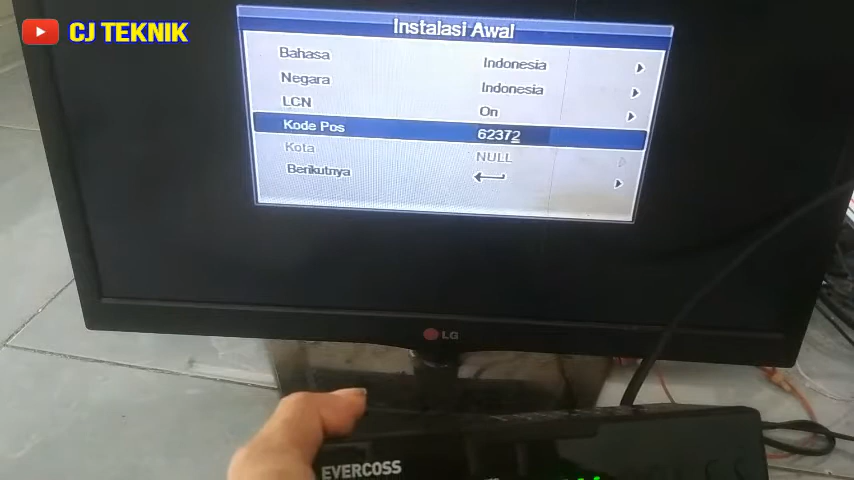 CJ TEKNIK
Instalasi Awal
Bahasa Indonesia
Negara Indonesia
LCN On
Kode Pos 62372
Kota NULL
Berikutnya
LG
EVERCOSS